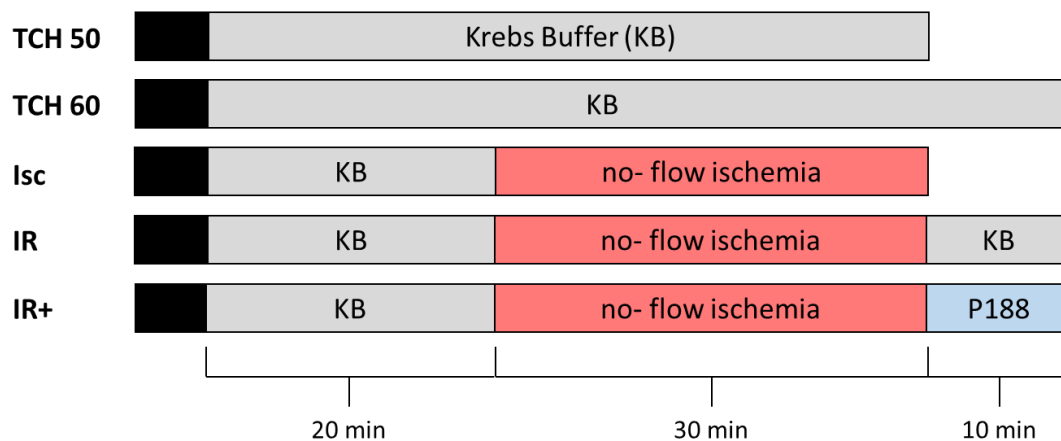 TCH 50 Krebs Buffer (KB)
TCH 60 KB
Isc KB no- flow ischemia
IR KB no- flow ischemia KB
IR+ KB no- flow ischemia P188
20 min 30 min 10 min